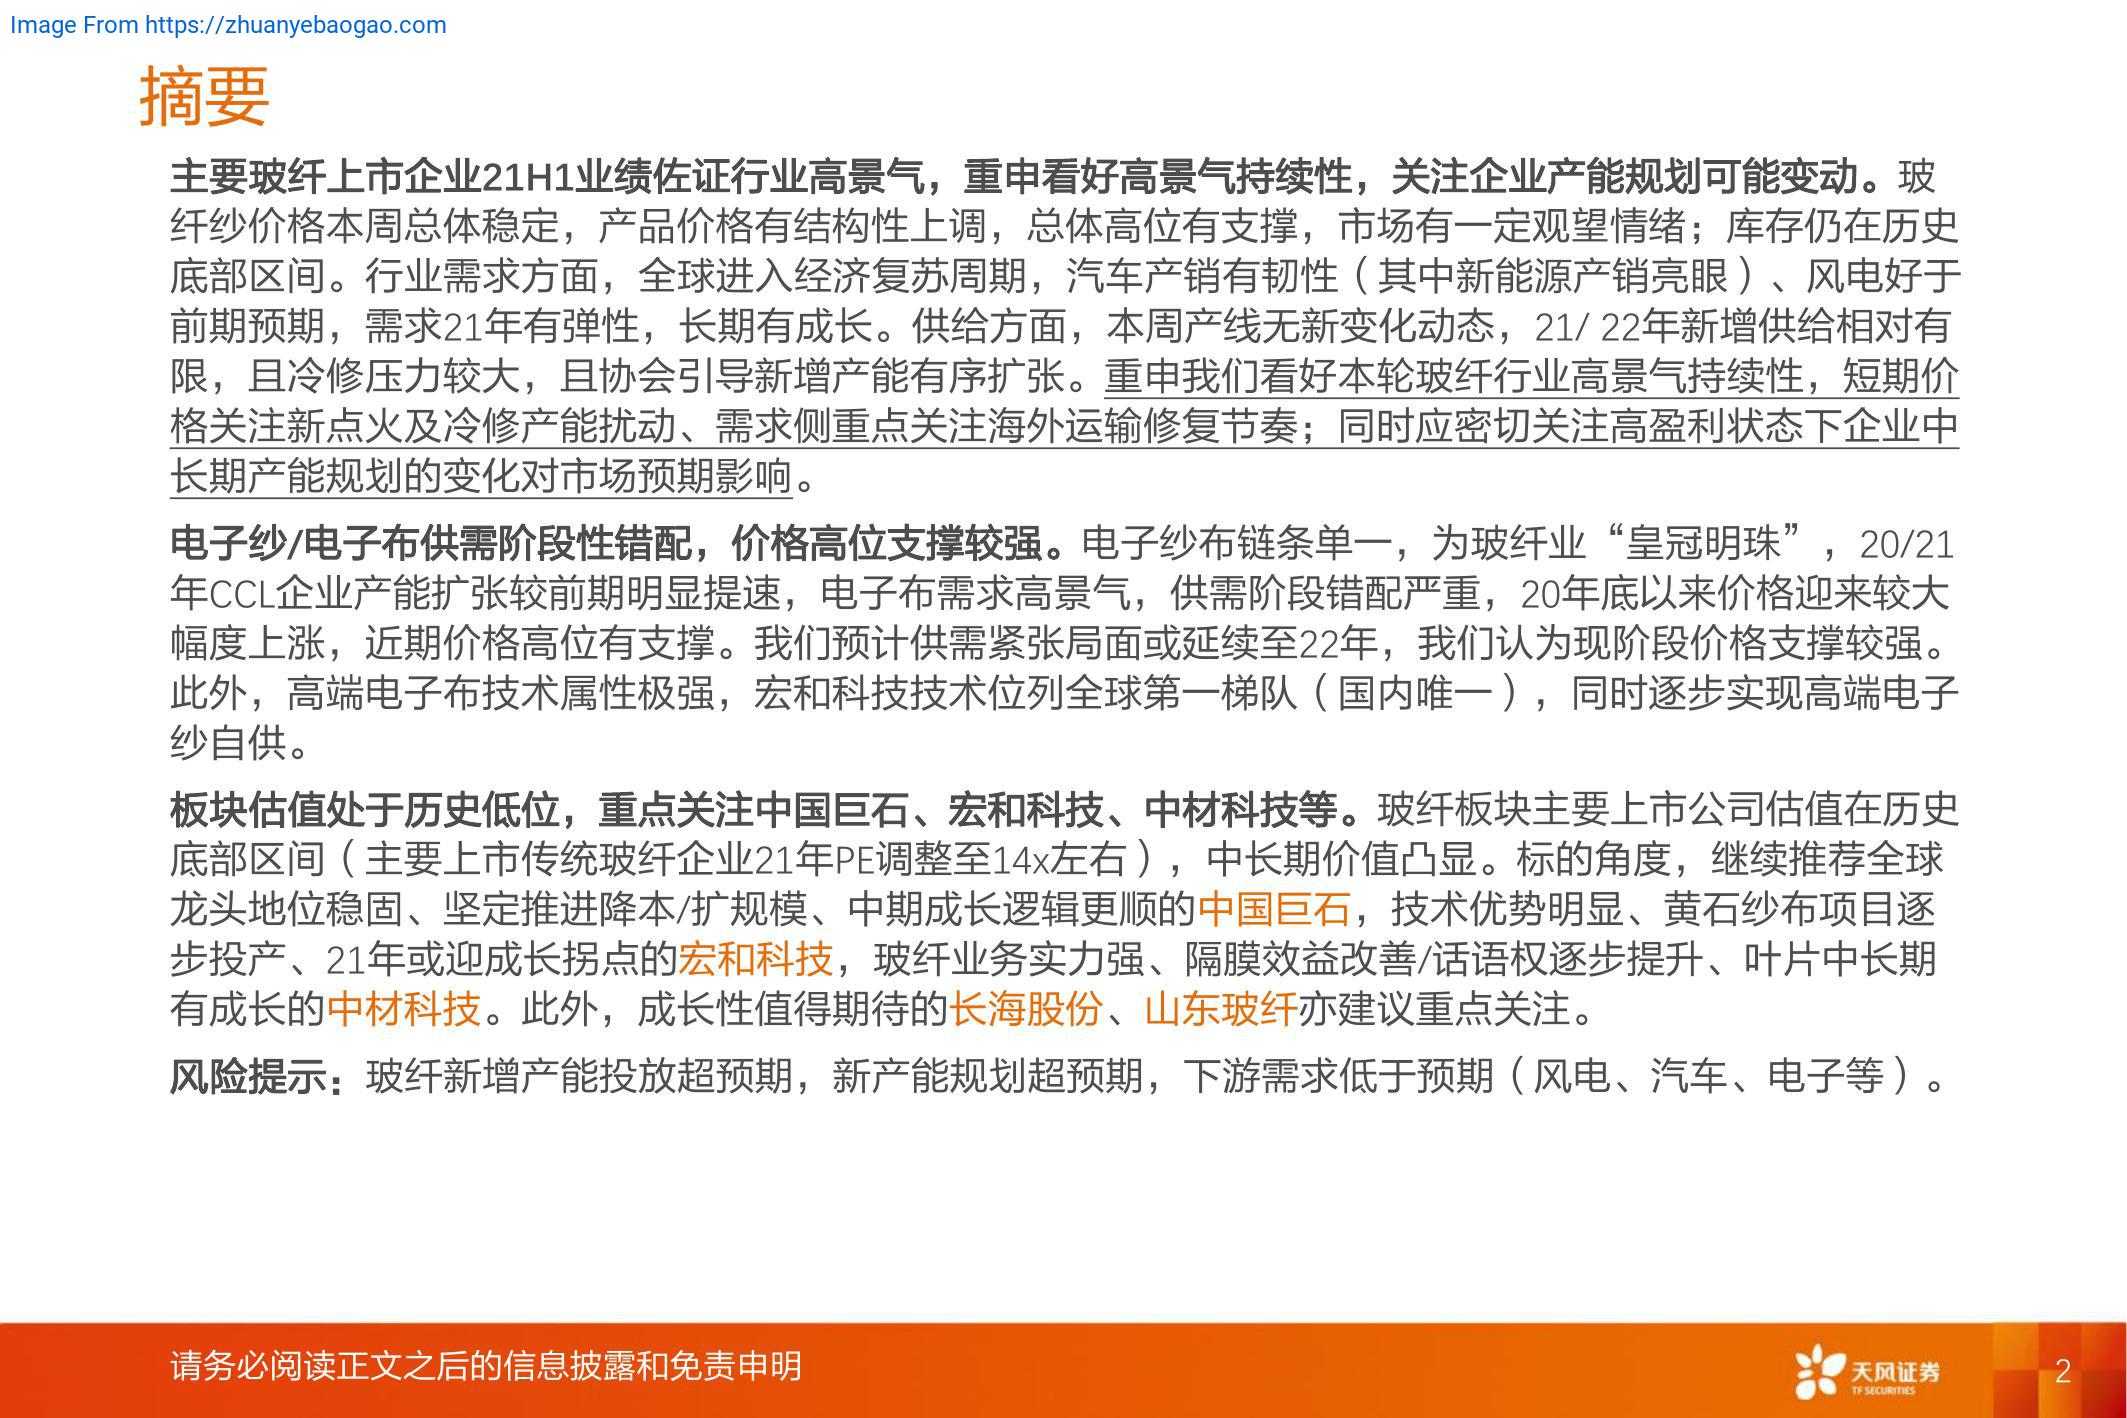 Image From https://zhuanyebaogao.com
摘要
主要玻纤上市企业21H1业绩佐证行业高景气，重申看好高景气持续性，关注企业产能规划可能变动。玻
纤纱价格本周总体稳定，产品价格有结构性上调，总体高位有支撑，市场有一定观望情绪；库存仍在历史
底部区间。行业需求方面，全球进入经济复苏周期，汽车产销有韧性（其中新能源产销亮眼）、风电好于
前期预期，需求21年有弹性，长期有成长。供给方面，本周产线无新变化动态，21/ 22年新增供给相对有
限，且冷修压力较大，且协会引导新增产能有序扩张。重申我们看好本轮玻纤行业高景气持续性，短期价
格关注新点火及冷修产能扰动、需求侧重点关注海外运输修复节奏；同时应密切关注高盈利状态下企业中
长期产能规划的变化对市场预期影响。
电子纱/电子布供需阶段性错配，价格高位支撑较强。电子纱布链条单一，为玻纤业“皇冠明珠”，20/21
年CCL企业产能扩张较前期明显提速，电子布需求高景气，供需阶段错配严重，20年底以来价格迎来较大
幅度上涨，近期价格高位有支撑。我们预计供需紧张局面或延续至22年，我们认为现阶段价格支撑较强。
此外，高端电子布技术属性极强，宏和科技技术位列全球第一梯队（国内唯一），同时逐步实现高端电子
纱自供。
板块估值处于历史低位，重点关注中国巨石、宏和科技、中材科技等。玻纤板块主要上市公司估值在历史
底部区间（主要上市传统玻纤企业21年PE调整至14x左右），中长期价值凸显。标的角度，继续推荐全球
龙头地位稳固、坚定推进降本/扩规模、中期成长逻辑更顺的中国巨石，技术优势明显、黄石纱布项目逐
步投产、21年或迎成长拐点的宏和科技，玻纤业务实力强、隔膜效益改善/话语权逐步提升、叶片中长期
有成长的中材科技。此外，成长性值得期待的长海股份、山东玻纤亦建议重点关注。
风险提示：玻纤新增产能投放超预期，新产能规划超预期，下游需求低于预期（风电、汽车、电子等）。
请务必阅读正文之后的信息披露和免责申明
天风证券
TF SECURITIES
2